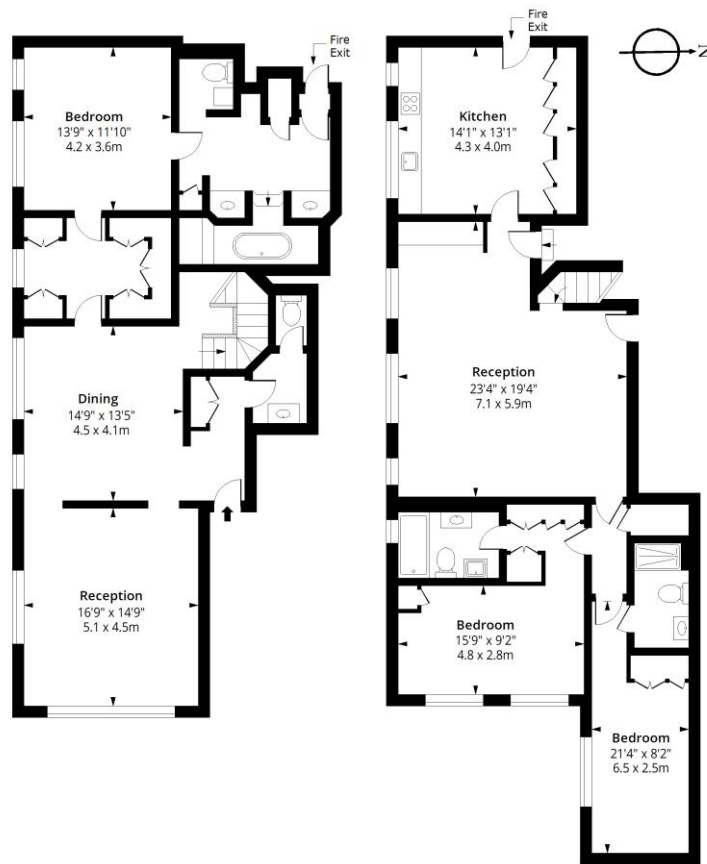 Fire
Exit
Bedroom
13'9" x 11'10"
4.2 x 3.6m
Dining
14'9" x 13'5"
4.5 x 4.1m
Reception
16'9" x 14'9"
5.1 x 4.5m
Fire
Exit
N
Kitchen
14'1" x 13'1"
4.3 x 4.0m
Reception
23'4" x 19'4"
7.1 x 5.9m
Bedroom
15'9" x 9'2"
4.8 x 2.8m
Bedroom
21'4" x 8'2"
6.5 x 2.5m